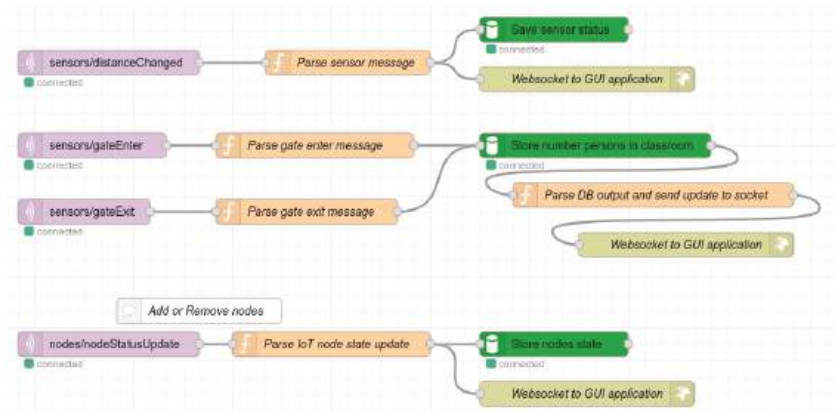 Save sensor status
connected
sensors/distanceChanged
Parse sensor message
connected
Websocket to GUI application
sensors/gateEnter
Parse gate enter message
Store number persons in classroom
connected
connected
Parse DB output and send update to socket
sensors/gateExit
Parse gate exit message
connected
Websocket to GUI application
Add or Remove nodes
nodes/nodeStatusUpdate
Parse IoT node state update
Store nodes state
connected
connected
Websocket to GUI application